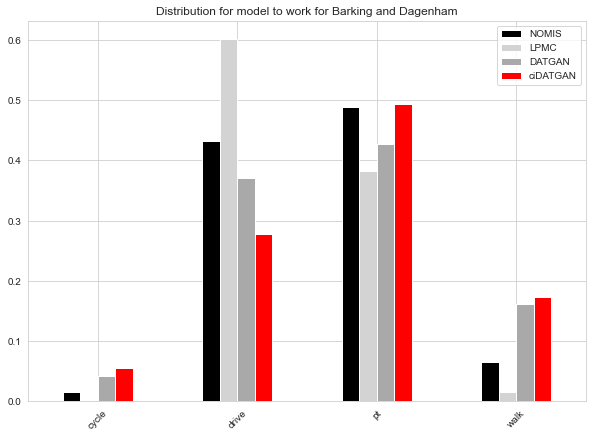 Distribution for model to work for Barking and Dagenham
NOMIS
LPMC
DATGAN
ciDATGAN
0.6
0.5
0.4
0.3
0.2
0.1
0.0
cycle
drive
pt
walk